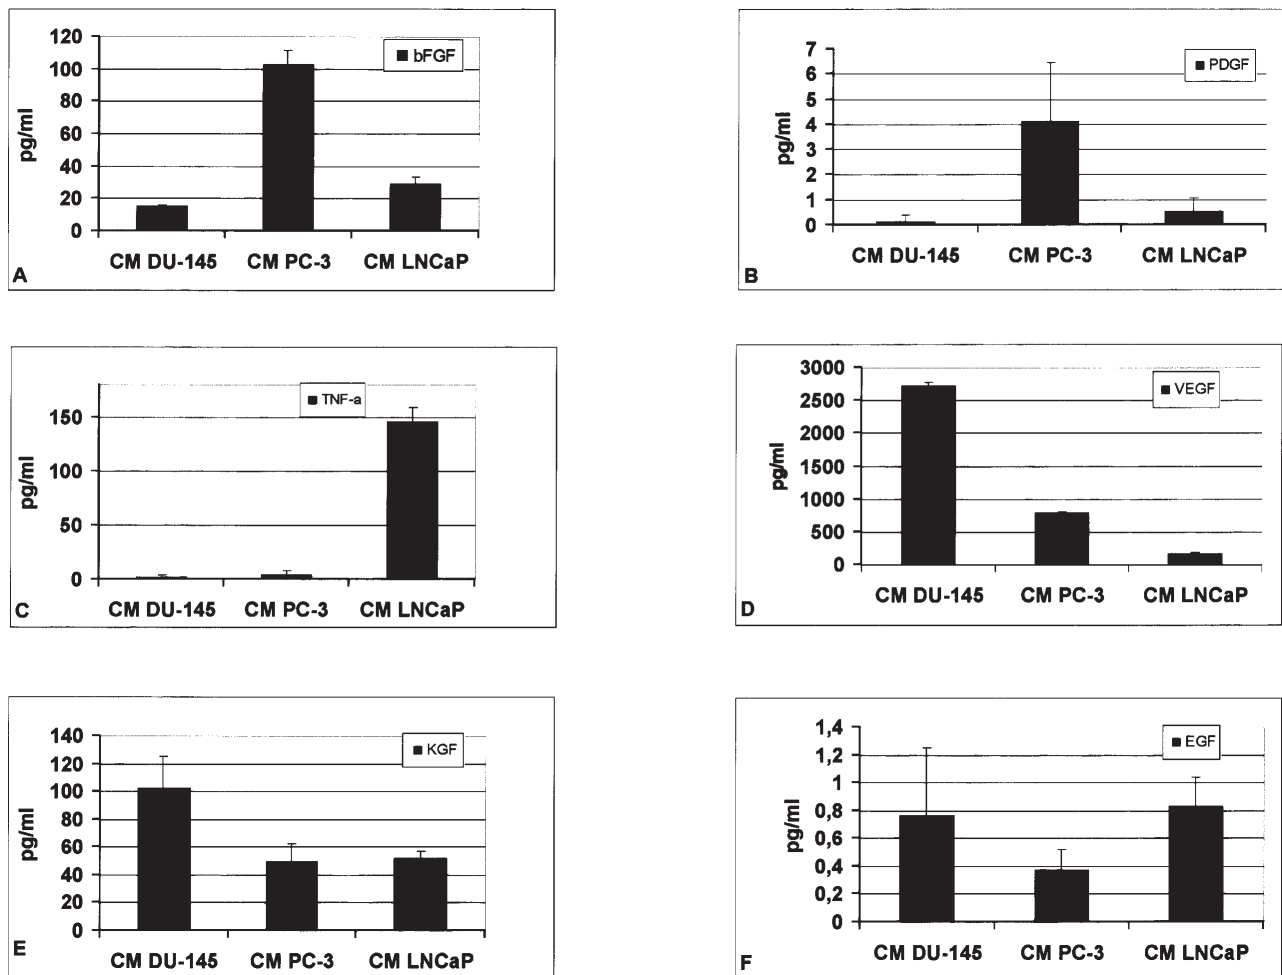 120
100
80
60
40
20
0
pg/ml
bFGF
CM DU-145 CM PC-3 CM LNCaP
A
7
6
5
4
3
2
1
0
pg/ml
PDGF
CM DU-145 CM PC-3 CM LNCaP
B
150
100
50
0
pg/ml
TNF-a
CM DU-145 CM PC-3 CM LNCaP
C
3000
2500
2000
1500
1000
500
0
pg/ml
VEGF
CM DU-145 CM PC-3 CM LNCaP
D
140
120
100
80
60
40
20
0
pg/ml
KGF
CM DU-145 CM PC-3 CM LNCaP
E
1,4
1,2
1
0,8
0,6
0,4
0,2
0
pg/ml
EGF
CM DU-145 CM PC-3 CM LNCaP
F